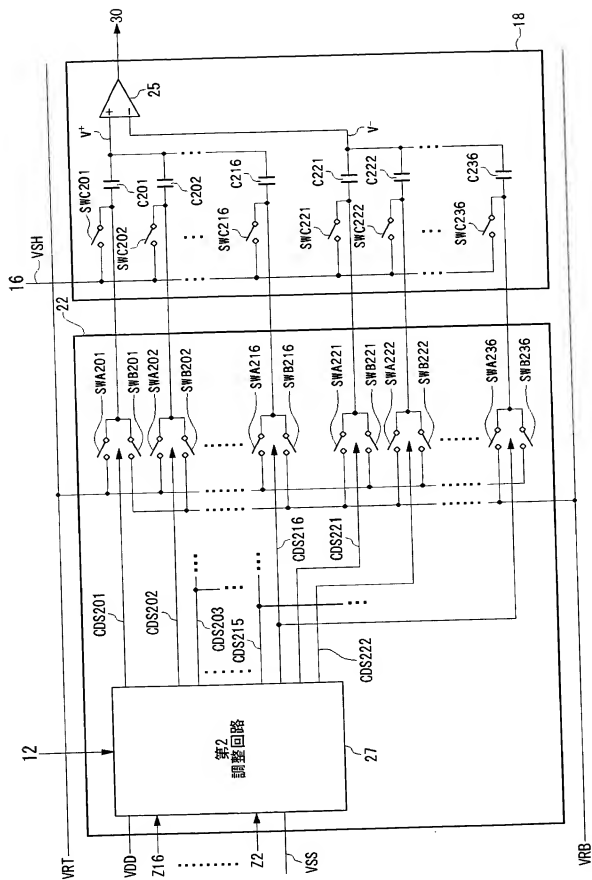 30
18
25
+
−
V⁺
V⁻
SWC201
C201
SWC202
C202
SWC216
C216
SWC221
C221
SWC222
C222
SWC236
C236
16
VSH
22
SWA201
SWB201
SWA202
SWB202
SWA216
SWB216
SWA221
SWB221
SWA222
SWB222
SWA236
SWB236
CDS201
CDS202
CDS203
CDS215
CDS216
CDS221
CDS222
12
第2
調整回路
27
VRT
VDD
Z16
Z2
VSS
VRB